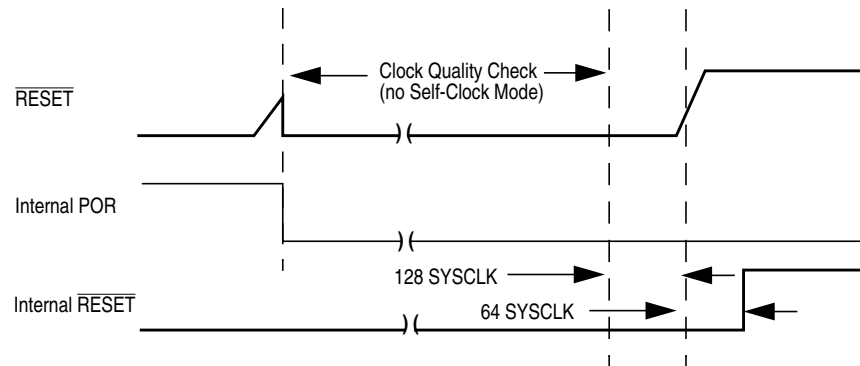 Clock Quality Check
(no Self-Clock Mode)
RESET
Internal POR
128 SYSCLK
Internal RESET
64 SYSCLK